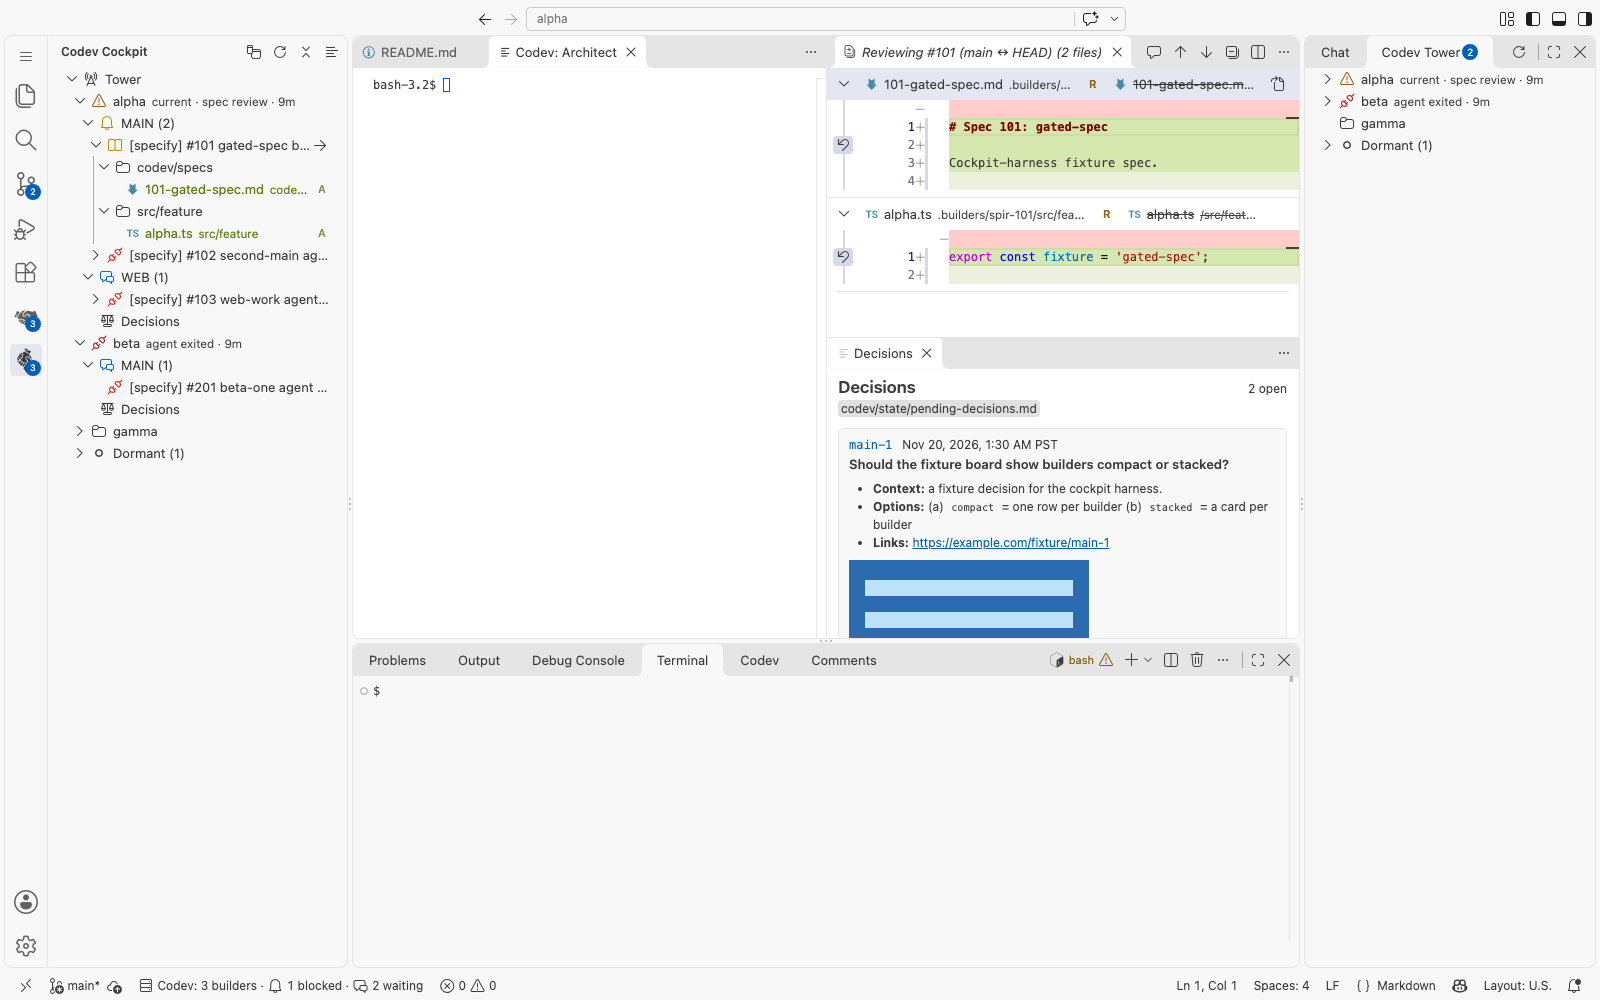 alpha
Codev Cockpit
Tower
alpha current · spec review · 9m
MAIN (2)
[specify] #101 gated-spec b...
codev/specs
101-gated-spec.md code... A
src/feature
TS alpha.ts src/feature A
[specify] #102 second-main ag...
WEB (1)
[specify] #103 web-work agent...
Decisions
beta agent exited · 9m
MAIN (1)
[specify] #201 beta-one agent ...
Decisions
gamma
Dormant (1)
2
3
3
README.md
Codev: Architect
bash-3.2$
Reviewing #101 (main ↔ HEAD) (2 files)
101-gated-spec.md .builders/... R 101-gated-spec.m...
1+ # Spec 101: gated-spec
2+
3+ Cockpit-harness fixture spec.
4+
TS alpha.ts .builders/spir-101/src/fea... R TS alpha.ts /src/feat...
1+ export const fixture = 'gated-spec';
2+
Decisions
Decisions 2 open
codev/state/pending-decisions.md
main-1 Nov 20, 2026, 1:30 AM PST
Should the fixture board show builders compact or stacked?
• Context: a fixture decision for the cockpit harness.
• Options: (a) compact = one row per builder (b) stacked = a card per
builder
• Links: https://example.com/fixture/main-1
Problems Output Debug Console Terminal Codev Comments
bash
$
Chat Codev Tower 2
alpha current · spec review · 9m
beta agent exited · 9m
gamma
Dormant (1)
main* Codev: 3 builders · 1 blocked · 2 waiting 0 0
Ln 1, Col 1 Spaces: 4 LF { } Markdown Layout: U.S.